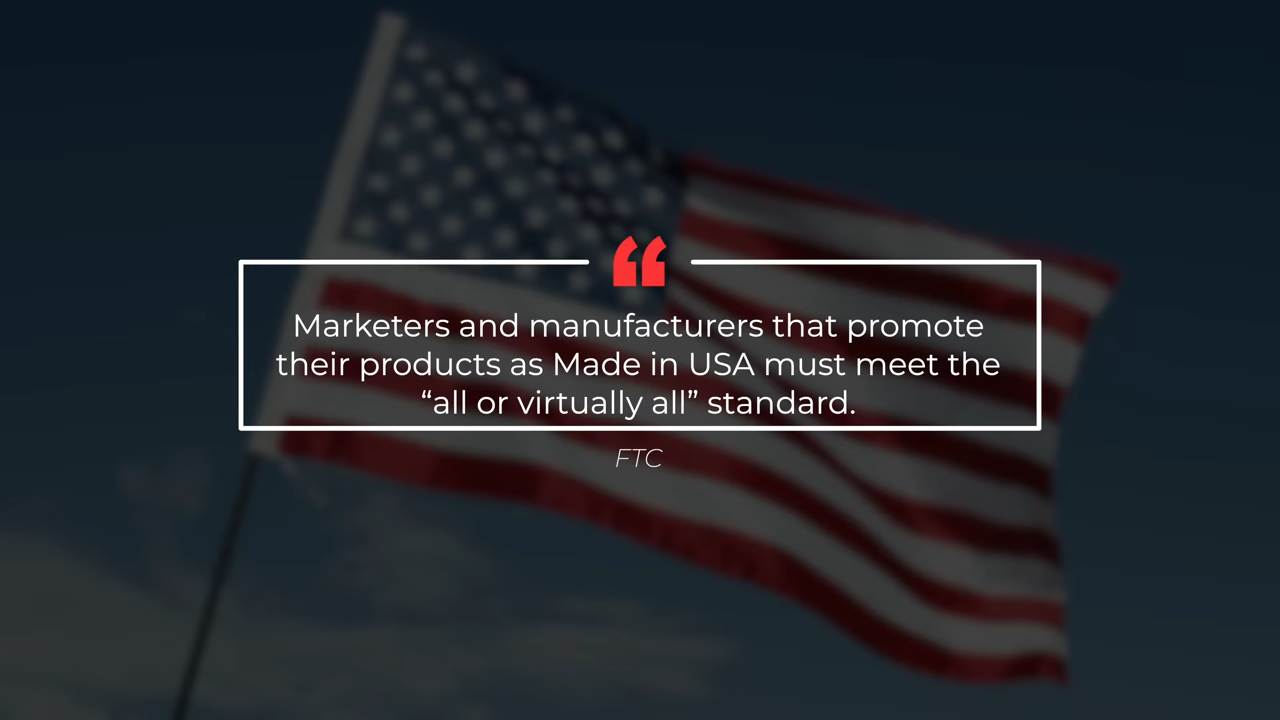 “
Marketers and manufacturers that promote
their products as Made in USA must meet the
“all or virtually all” standard.
FTC